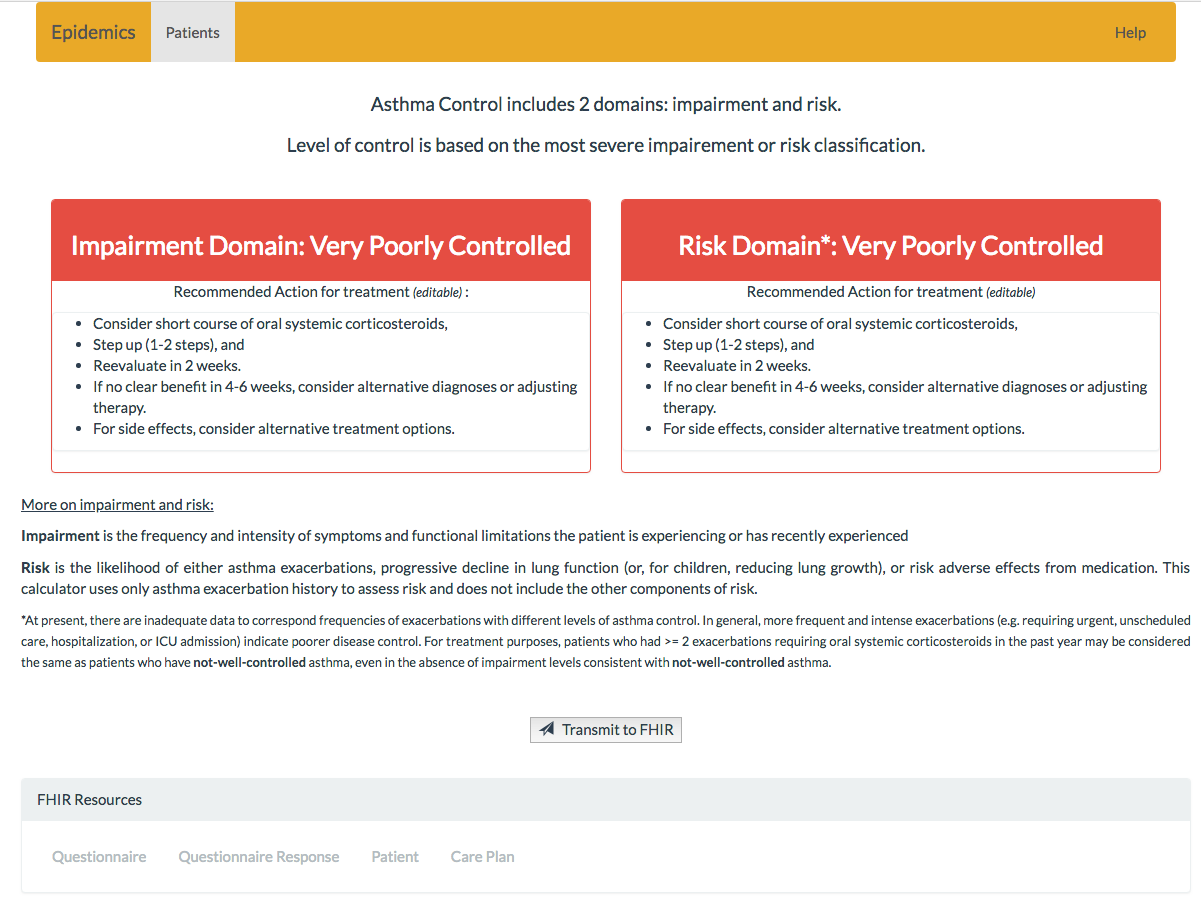 Epidemics Patients Help
Asthma Control includes 2 domains: impairment and risk.
Level of control is based on the most severe impairement or risk classification.
Impairment Domain: Very Poorly Controlled
Recommended Action for treatment (editable) :
• Consider short course of oral systemic corticosteroids,
• Step up (1-2 steps), and
• Reevaluate in 2 weeks.
• If no clear benefit in 4-6 weeks, consider alternative diagnoses or adjusting
therapy.
• For side effects, consider alternative treatment options.
Risk Domain*: Very Poorly Controlled
Recommended Action for treatment (editable)
• Consider short course of oral systemic corticosteroids,
• Step up (1-2 steps), and
• Reevaluate in 2 weeks.
• If no clear benefit in 4-6 weeks, consider alternative diagnoses or adjusting
therapy.
• For side effects, consider alternative treatment options.
More on impairment and risk:
Impairment is the frequency and intensity of symptoms and functional limitations the patient is experiencing or has recently experienced
Risk is the likelihood of either asthma exacerbations, progressive decline in lung function (or, for children, reducing lung growth), or risk adverse effects from medication. This
calculator uses only asthma exacerbation history to assess risk and does not include the other components of risk.
*At present, there are inadequate data to correspond frequencies of exacerbations with different levels of asthma control. In general, more frequent and intense exacerbations (e.g. requiring urgent, unscheduled
care, hospitalization, or ICU admission) indicate poorer disease control. For treatment purposes, patients who had >= 2 exacerbations requiring oral systemic corticosteroids in the past year may be considered
the same as patients who have not-well-controlled asthma, even in the absence of impairment levels consistent with not-well-controlled asthma.
Transmit to FHIR
FHIR Resources
Questionnaire Questionnaire Response Patient Care Plan